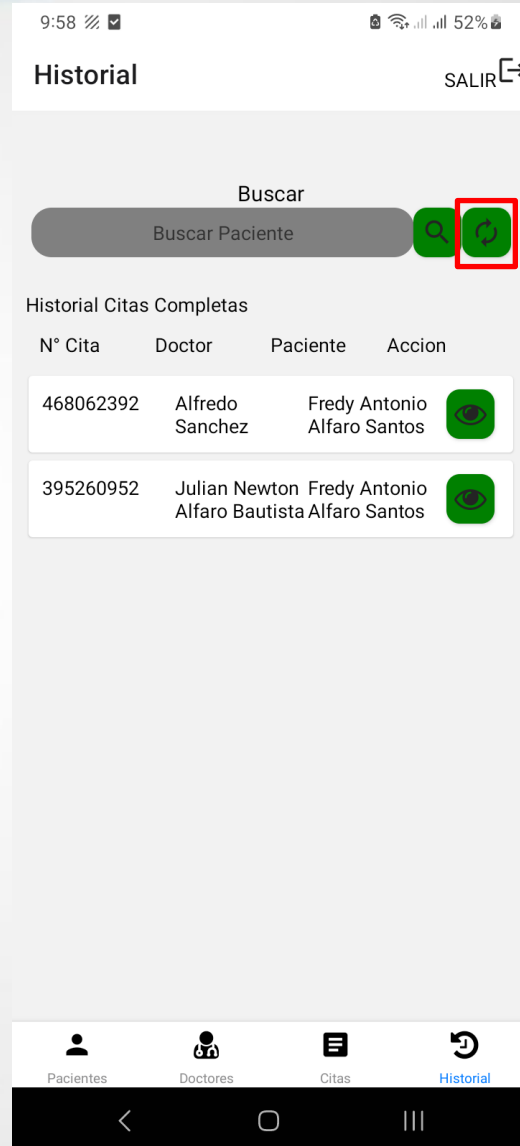 9:58 52%
Historial SALIR
Buscar
Buscar Paciente
Historial Citas Completas
N° Cita Doctor Paciente Accion
468062392 Alfredo Fredy Antonio
Sanchez Alfaro Santos
395260952 Julian Newton Fredy Antonio
Alfaro Bautista Alfaro Santos
Pacientes Doctores Citas Historial